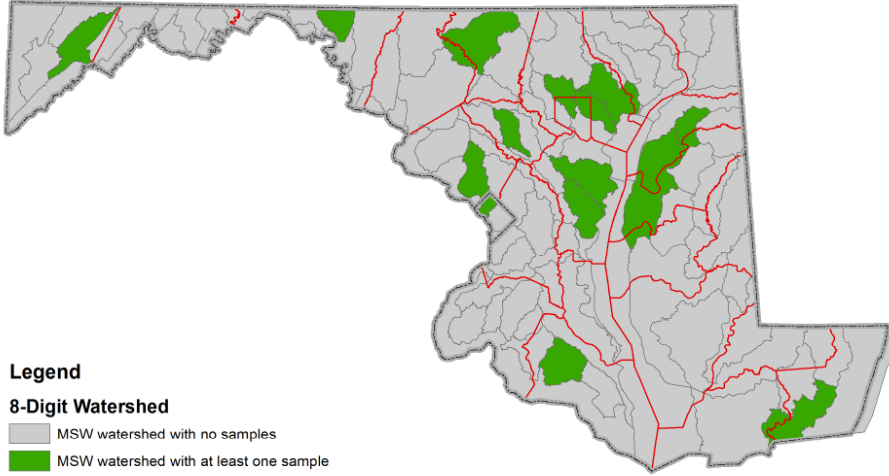 Legend
8-Digit Watershed
MSW watershed with no samples
MSW watershed with at least one sample